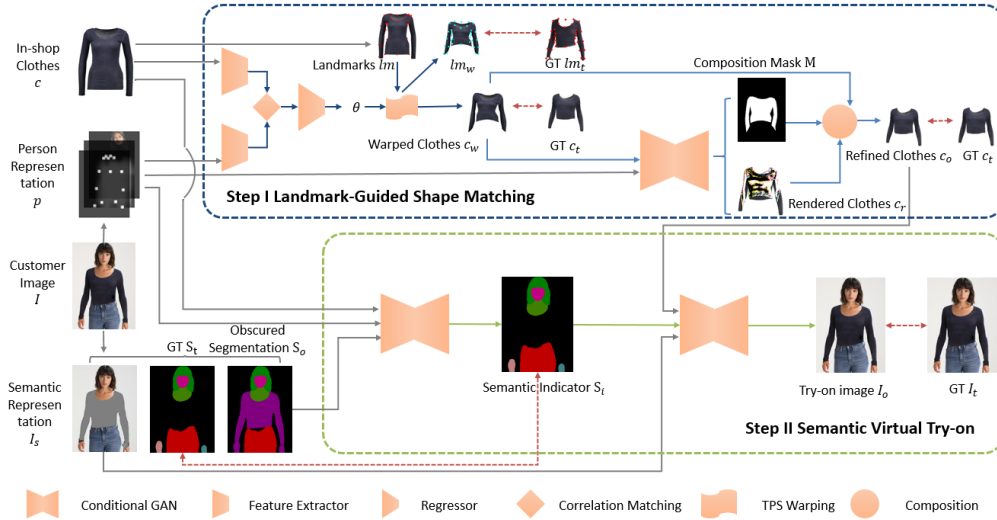 In-shop
Clothes
c
Landmarks lm
lm_w
GT lm_t
Composition Mask M
θ
Warped Clothes c_w
GT c_t
Refined Clothes c_o
GT c_t
Person
Represen
tation
p
Step I Landmark-Guided Shape Matching
Rendered Clothes c_r
Customer
Image
I
Obscured
GT S_t
Segmentation S_o
Semantic
Represen
tation
I_s
Semantic Indicator S_i
Try-on image I_o
GT I_t
Step II Semantic Virtual Try-on
Conditional GAN
Feature Extractor
Regressor
Correlation Matching
TPS Warping
Composition